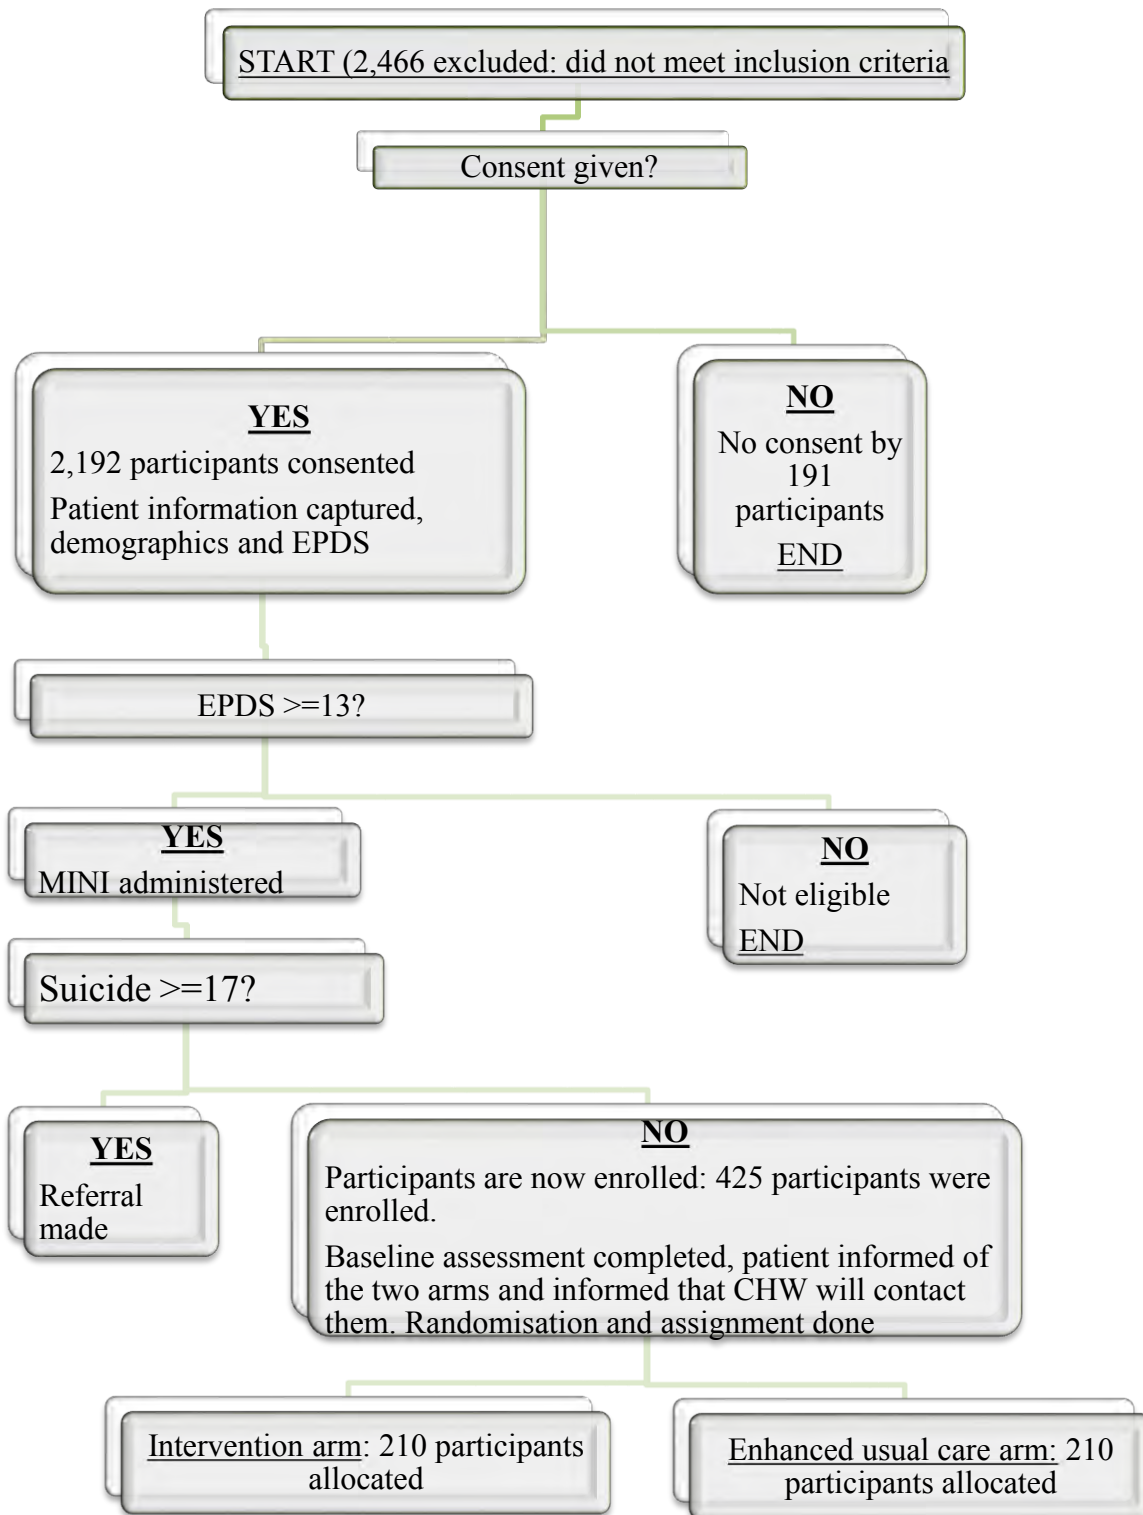 START (2,466 excluded: did not meet inclusion criteria
Consent given?
YES
2,192 participants consented
Patient information captured,
demographics and EPDS
NO
No consent by
191
participants
END
EPDS >=13?
YES
MINI administered
NO
Not eligible
END
Suicide >=17?
YES
Referral
made
NO
Participants are now enrolled: 425 participants were
enrolled.
Baseline assessment completed, patient informed of
the two arms and informed that CHW will contact
them. Randomisation and assignment done
Intervention arm: 210 participants
allocated
Enhanced usual care arm: 210
participants allocated